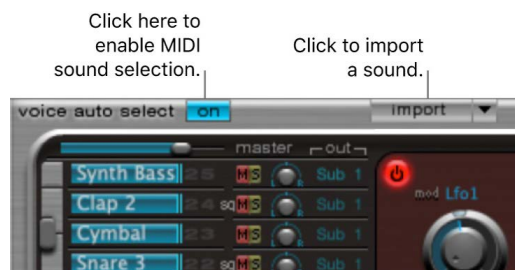 Click here to
enable MIDI
sound selection.
Click to import
a sound.
voice auto select on import
master out
Synth Bass 25 M S R Sub 1
Clap 2 24 sq M S R Sub 1
mod Lfo1
Cymbal 23 M S R Sub 1
Snare 3 22 sq M S Sub 1